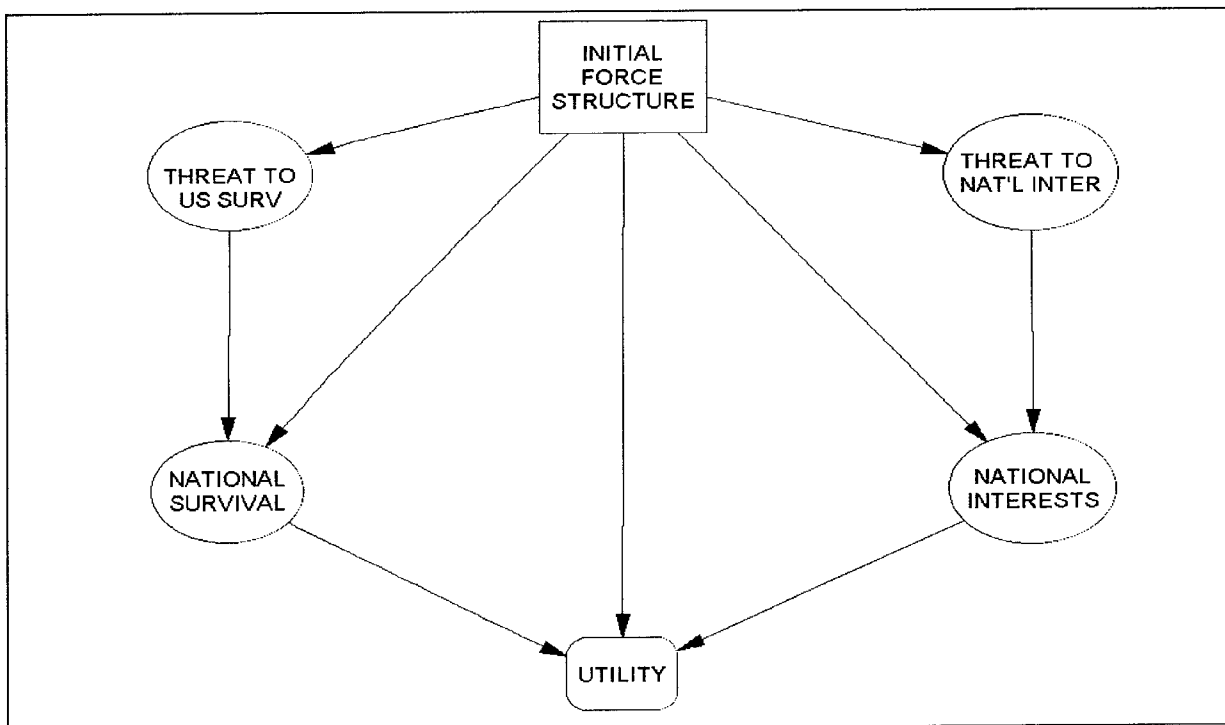 INITIAL
FORCE
STRUCTURE
THREAT TO
US SURV
THREAT TO
NAT'L INTER
NATIONAL
SURVIVAL
NATIONAL
INTERESTS
UTILITY